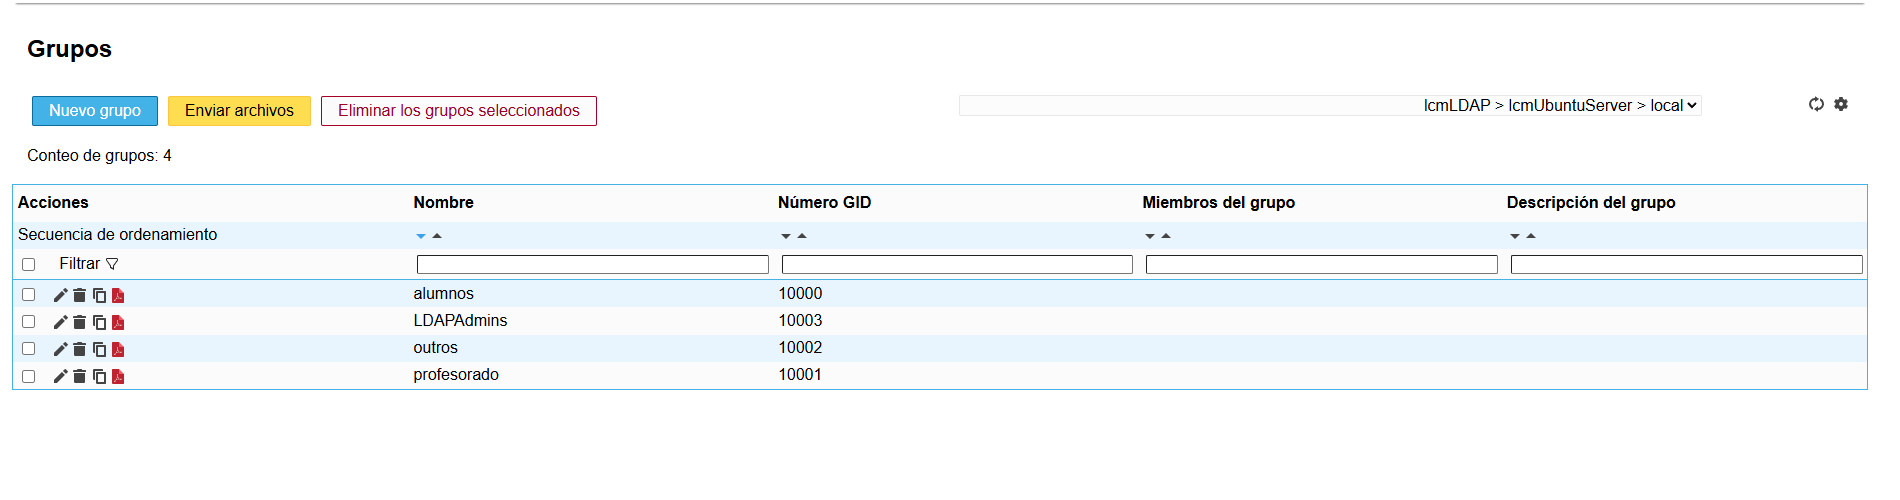 Grupos
Nuevo grupo Enviar archivos Eliminar los grupos seleccionados lcmLDAP > lcmUbuntuServer > local
Conteo de grupos: 4
Acciones Nombre Número GID Miembros del grupo Descripción del grupo
Secuencia de ordenamiento
Filtrar
alumnos 10000
LDAPAdmins 10003
outros 10002
profesorado 10001